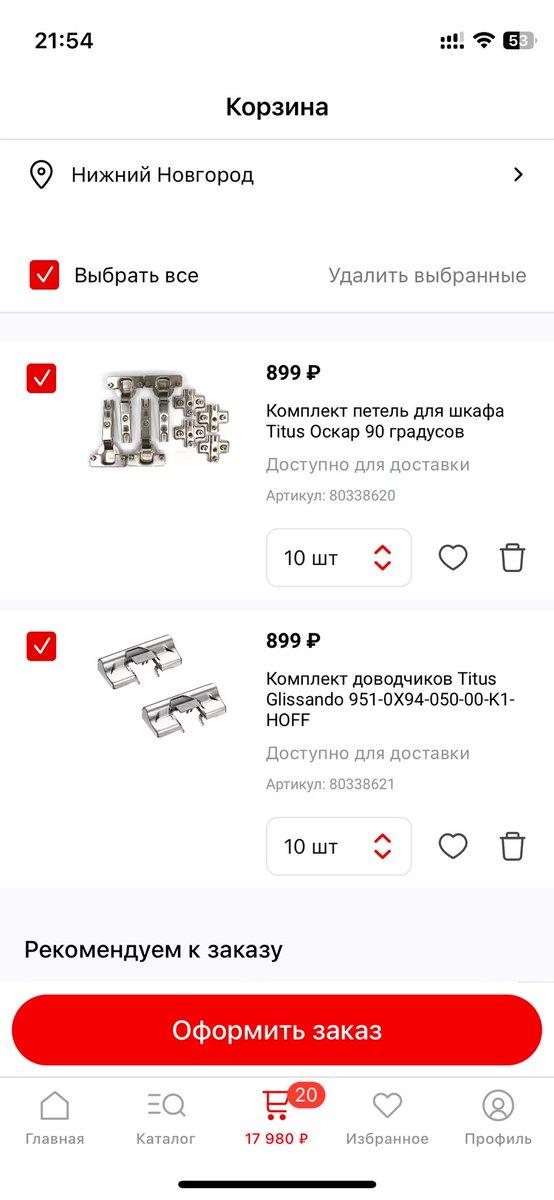 21:54
53
Корзина
Нижний Новгород
Выбрать все
Удалить выбранные
899 ₽
Комплект петель для шкафа
Titus Оскар 90 градусов
Доступно для доставки
Артикул: 80338620
10 шт
899 ₽
Комплект доводчиков Titus
Glissando 951-0X94-050-00-K1-
HOFF
Доступно для доставки
Артикул: 80338621
10 шт
Рекомендуем к заказу
Оформить заказ
20
Главная
Каталог
17 980 ₽
Избранное
Профиль